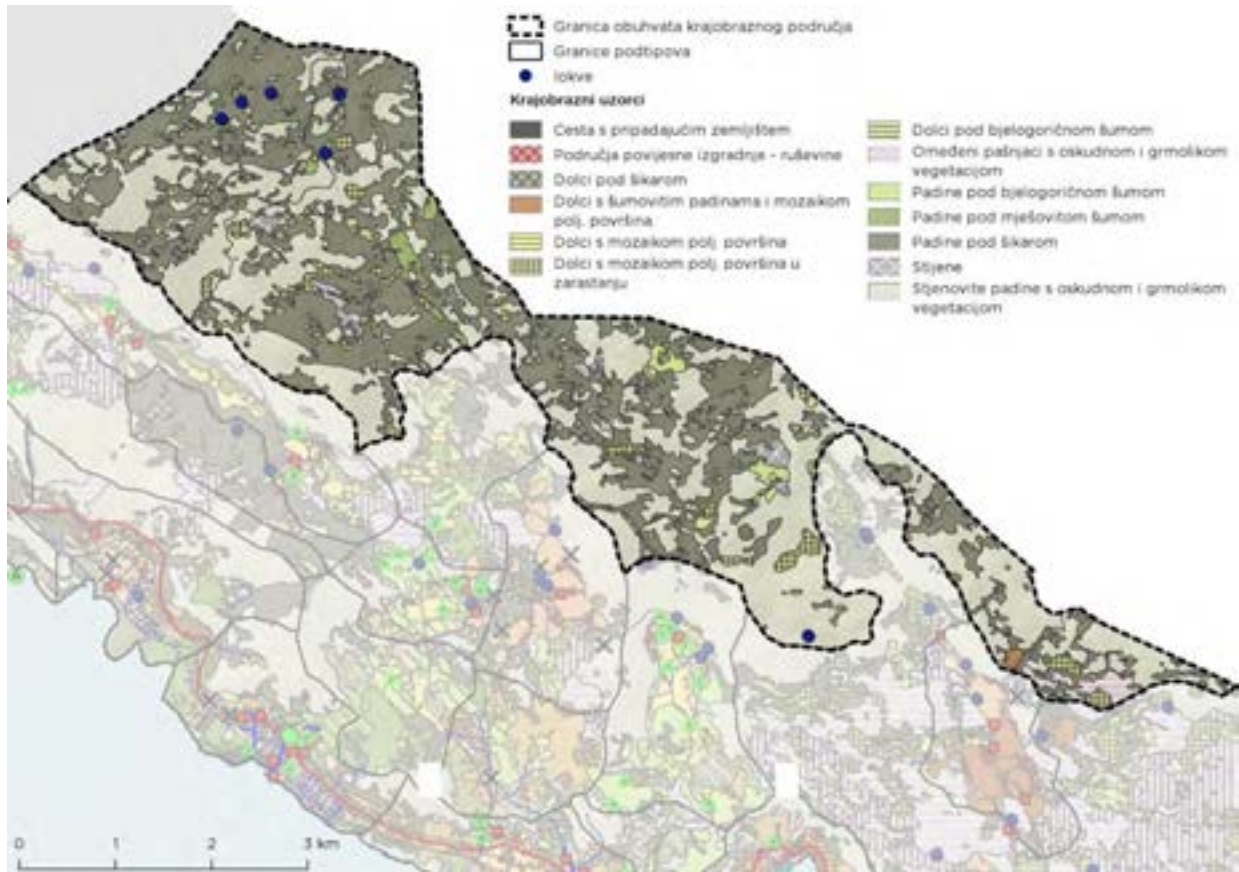 Granica obuhvata krajobraznog područja
Granice podtipova
lokve
Krajobrazni uzorci
Cesta s pripadajućim zemljištem
Područja povijesne izgradnje - ruševine
Dolci pod šikarom
Dolci s šumovitim padinama i mozaikom
polj. površina
Dolci s mozaikom polj. površina
Dolci s mozaikom polj. površina u
zarastanju
Dolci pod bjelogoričnom šumom
Omeđeni pašnjaci s oskudnom i grmolikom
vegetacijom
Padine pod bjelogoričnom šumom
Padine pod mješovitom šumom
Padine pod šikarom
Stijene
Stjenovite padine s oskudnom i grmolikom
vegetacijom
0 1 2 3 km